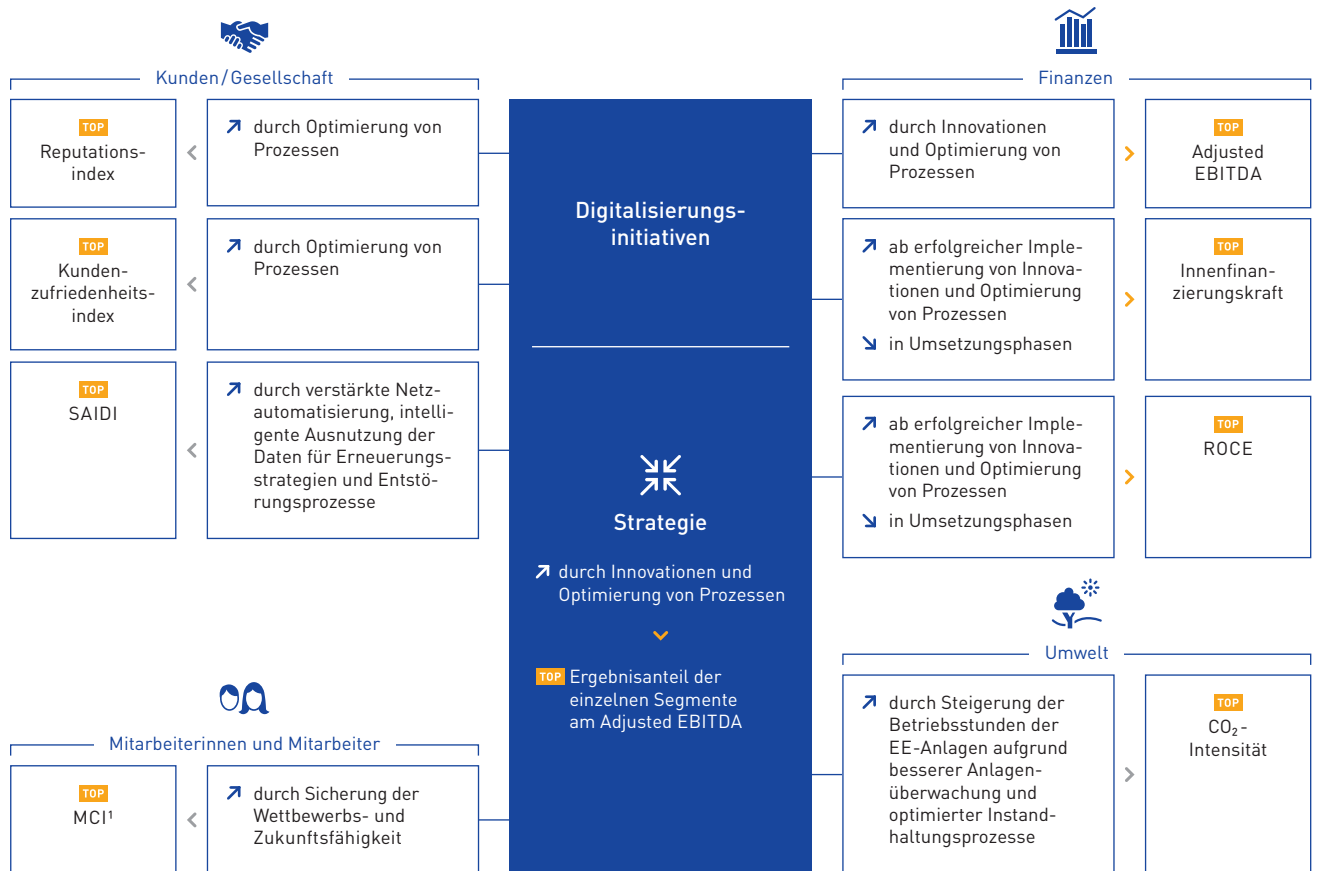 Kunden/Gesellschaft
TOP
Reputations-
index
durch Optimierung von
Prozessen
TOP
Kunden-
zufriedenheits-
index
durch Optimierung von
Prozessen
TOP
SAIDI
durch verstärkte Netz-
automatisierung, intelli-
gente Ausnutzung der
Daten für Erneuerungs-
strategien und Entstö-
rungsprozesse
Mitarbeiterinnen und Mitarbeiter
TOP
MCI¹
durch Sicherung der
Wettbewerbs- und
Zukunftsfähigkeit
Digitalisierungs-
initiativen
Strategie
durch Innovationen und
Optimierung von Prozessen
TOP Ergebnisanteil der
einzelnen Segmente
am Adjusted EBITDA
Finanzen
durch Innovationen
und Optimierung von
Prozessen
TOP
Adjusted
EBITDA
ab erfolgreicher Imple-
mentierung von Innova-
tionen und Optimierung
von Prozessen
in Umsetzungsphasen
TOP
Innenfinan-
zierungskraft
ab erfolgreicher Imple-
mentierung von Innova-
tionen und Optimierung
von Prozessen
in Umsetzungsphasen
TOP
ROCE
Umwelt
durch Steigerung der
Betriebsstunden der
EE-Anlagen aufgrund
besserer Anlagen-
überwachung und
optimierter Instand-
haltungsprozesse
TOP
CO₂-
Intensität